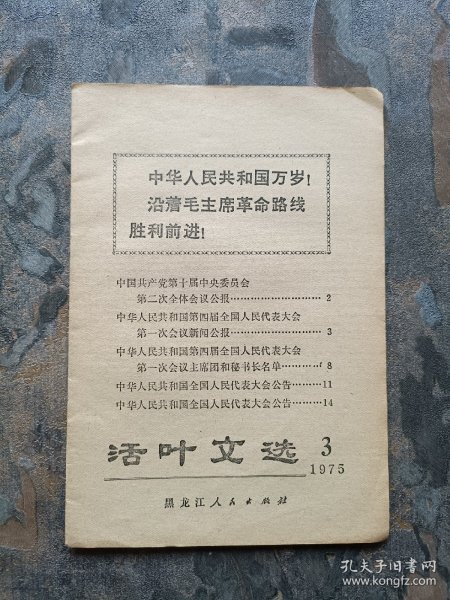 中华人民共和国万岁！
沿着毛主席革命路线
胜利前进！
中国共产党第十届中央委员会
第二次全体会议公报………………………2
中华人民共和国第四届全国人民代表大会
第一次会议新闻公报………………………3
中华人民共和国第四届全国人民代表大会
第一次会议主席团和秘书长名单…………8
中华人民共和国全国人民代表大会公告……11
中华人民共和国全国人民代表大会公告……14
活叶文选 3
1975
黑龙江人民出版社
孔夫子旧书网
www.kongfz.com